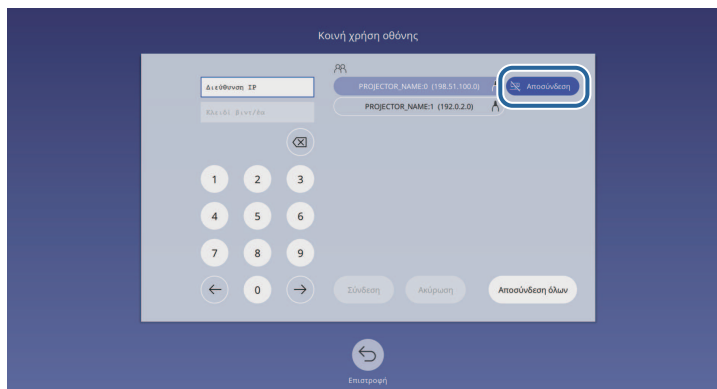 Κοινή χρήση οθόνης
Διεύθυνση IP
Κλειδί βιντ/θα
PROJECTOR_NAME:0 (198.51.100.0)
Αποσύνδεση
PROJECTOR_NAME:1 (192.0.2.0)
1 2 3
4 5 6
7 8 9
0
Σύνδεση
Ακύρωση
Αποσύνδεση όλων
Επιστροφή